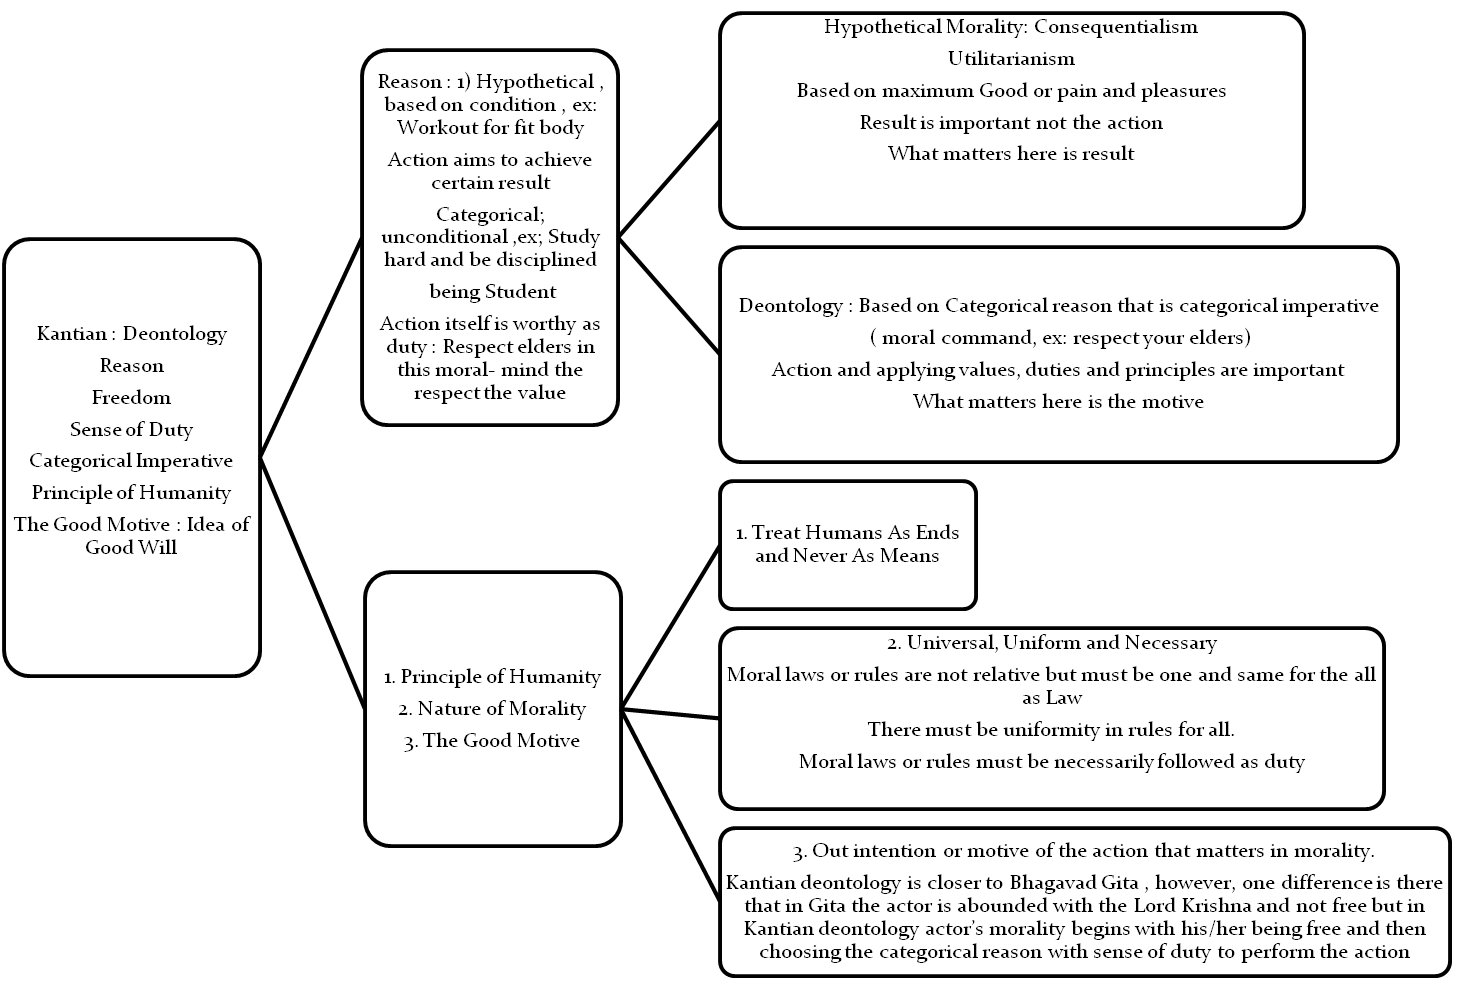 Kantian : Deontology
Reason
Freedom
Sense of Duty
Categorical Imperative
Principle of Humanity
The Good Motive : Idea of
Good Will
Reason : 1) Hypothetical ,
based on condition , ex:
Workout for fit body
Action aims to achieve
certain result
Categorical;
unconditional ,ex; Study
hard and be disciplined
being Student
Action itself is worthy as
duty : Respect elders in
this moral- mind the
respect the value
Hypothetical Morality: Consequentialism
Utilitarianism
Based on maximum Good or pain and pleasures
Result is important not the action
What matters here is result
Deontology : Based on Categorical reason that is categorical imperative
( moral command, ex: respect your elders)
Action and applying values, duties and principles are important
What matters here is the motive
1. Principle of Humanity
2. Nature of Morality
3. The Good Motive
1. Treat Humans As Ends
and Never As Means
2. Universal, Uniform and Necessary
Moral laws or rules are not relative but must be one and same for the all
as Law
There must be uniformity in rules for all.
Moral laws or rules must be necessarily followed as duty
3. Out intention or motive of the action that matters in morality.
Kantian deontology is closer to Bhagavad Gita , however, one difference is there
that in Gita the actor is abounded with the Lord Krishna and not free but in
Kantian deontology actor's morality begins with his/her being free and then
choosing the categorical reason with sense of duty to perform the action